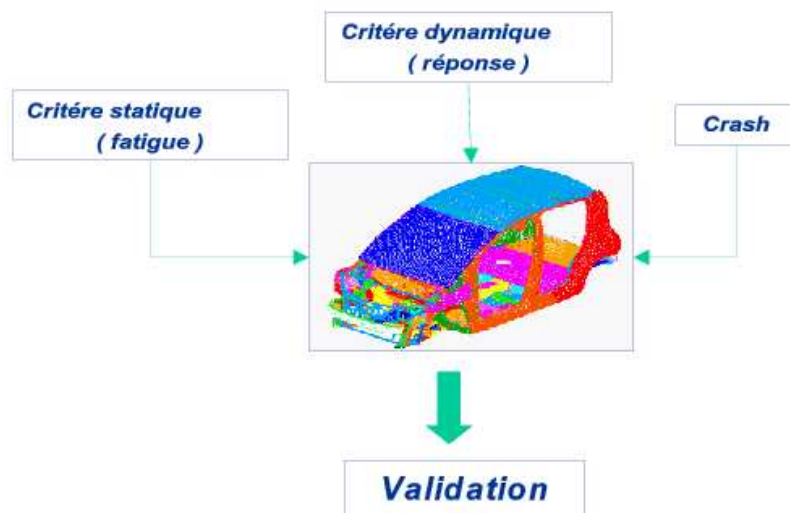 Critére dynamique
( réponse )
Critére statique
( fatigue )
Crash
Validation